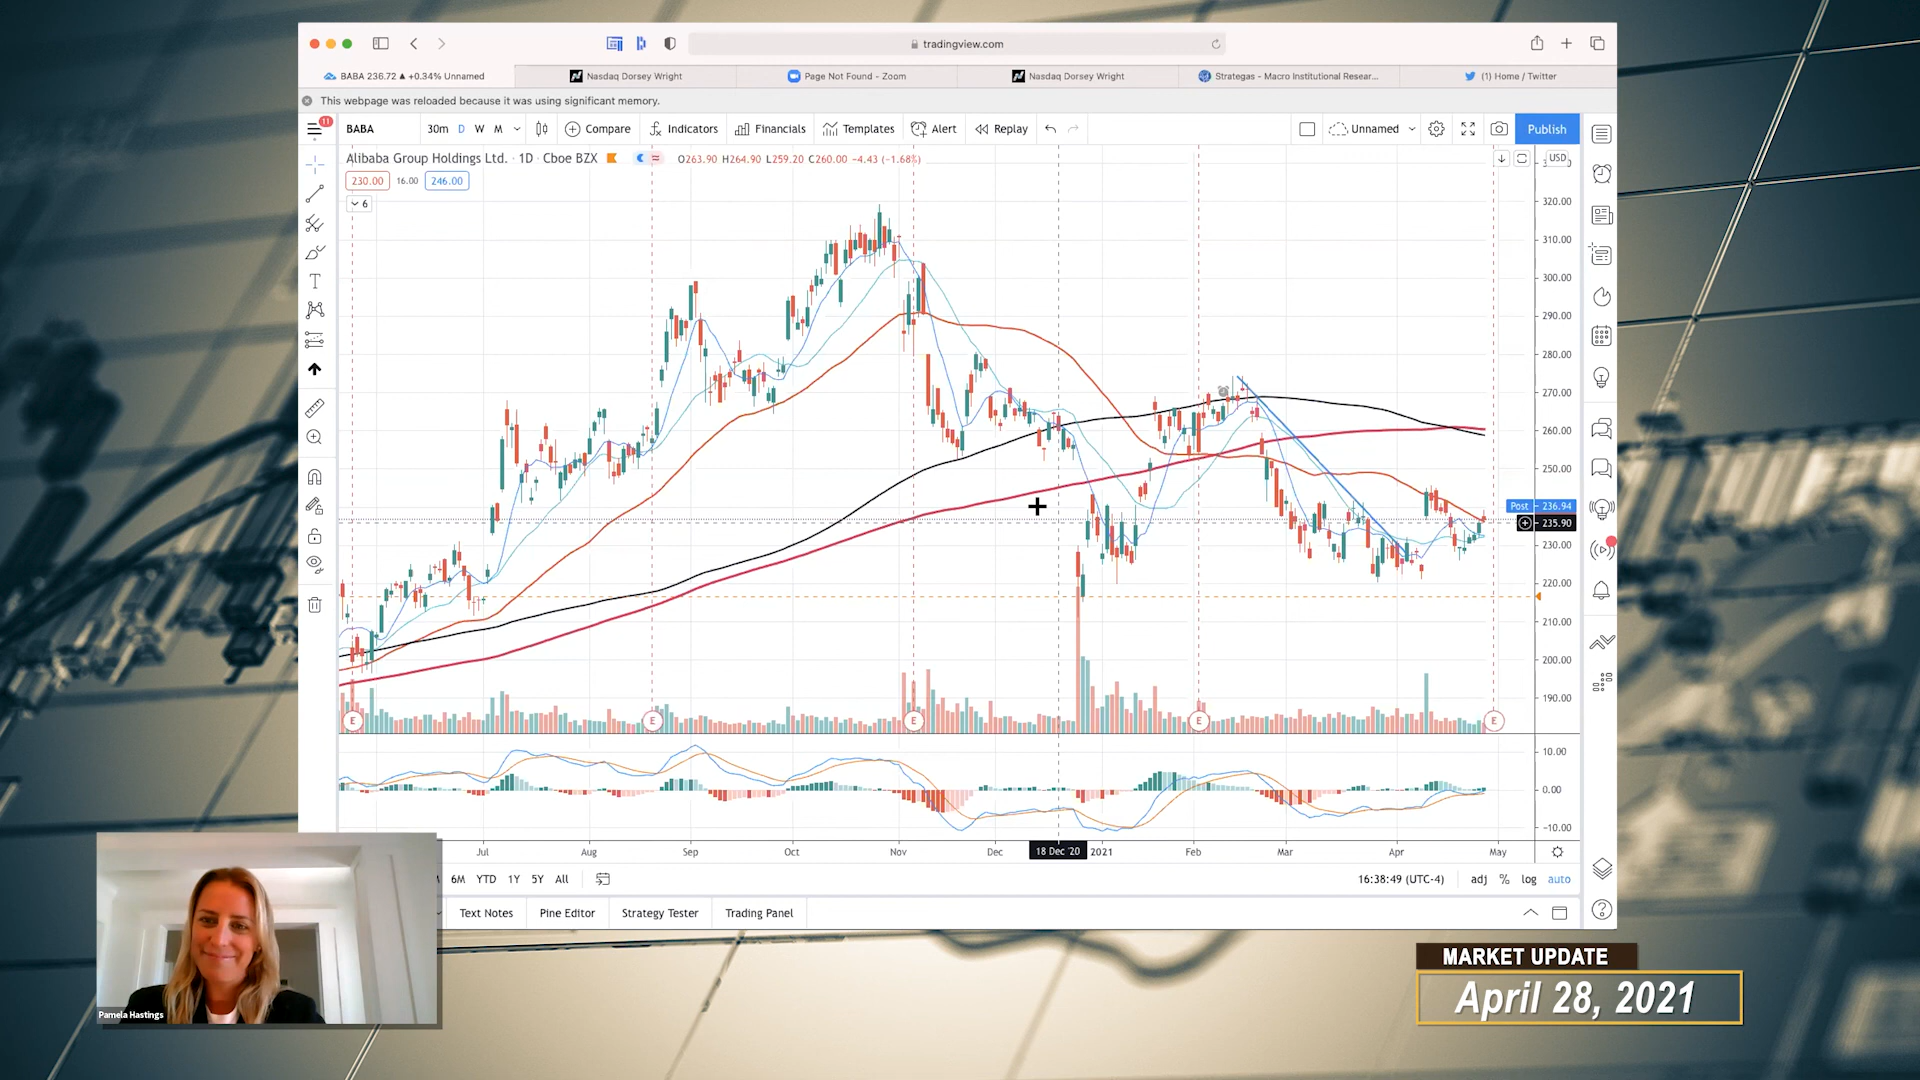 tradingview.com
BABA 236.72 ▲ +0.34% Unnamed
Nasdaq Dorsey Wright
Page Not Found - Zoom
Nasdaq Dorsey Wright
Strategas - Macro Institutional Resear...
(1) Home / Twitter
This webpage was reloaded because it was using significant memory.
11
BABA
30m D W M
Compare
Indicators
Financials
Templates
Alert
Replay
Unnamed
Publish
Alibaba Group Holdings Ltd. · 1D · Cboe BZX
O263.90 H264.90 L259.20 C260.00 -4.43 (-1.68%)
USD
230.00 16.00 246.00
6
320.00
310.00
300.00
290.00
280.00
270.00
260.00
250.00
Post 236.94
235.90
230.00
220.00
210.00
200.00
190.00
E E E E E
10.00
0.00
-10.00
Jul Aug Sep Oct Nov Dec 18 Dec '20 2021 Feb Mar Apr May
6M YTD 1Y 5Y All
16:38:49 (UTC-4)
adj % log auto
Text Notes
Pine Editor
Strategy Tester
Trading Panel
Pamela Hastings
MARKET UPDATE
April 28, 2021